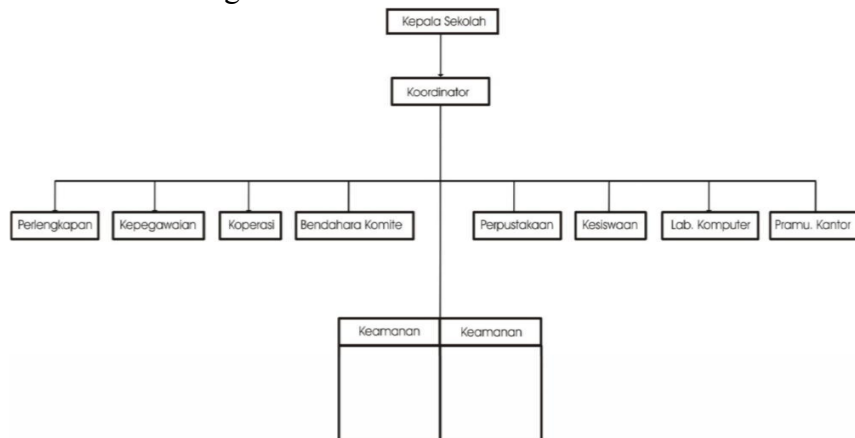 Kepala Sekolah
Koordinator
Perlengkapan
Kepegawaian
Koperasi
Bendahara Komite
Perpustakaan
Kesiswaan
Lab. Komputer
Pramu. Kantor
Keamanan
Keamanan